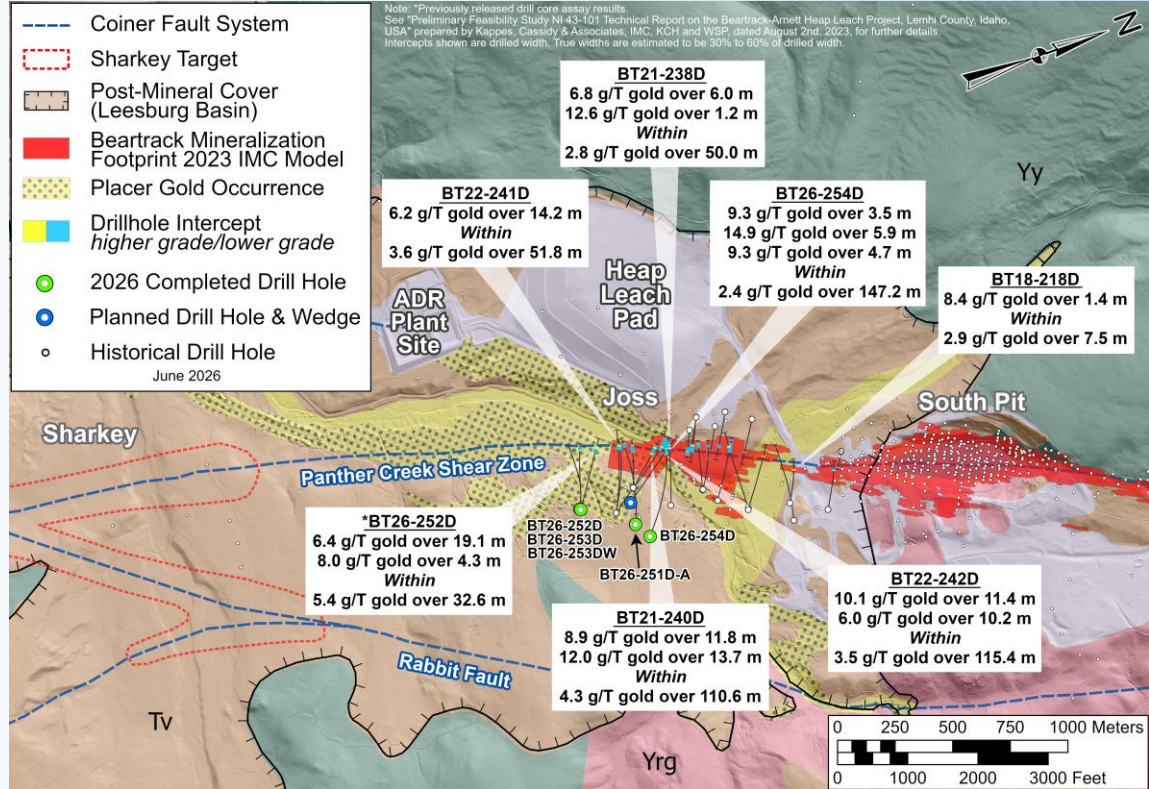 Coiner Fault System
Sharkey Target
Post-Mineral Cover
(Leesburg Basin)
Beartrack Mineralization
Footprint 2023 IMC Model
Placer Gold Occurrence
Drillhole Intercept
higher grade/lower grade
2026 Completed Drill Hole
Planned Drill Hole & Wedge
Historical Drill Hole
June 2026
Note: *Previously released drill core assay results.
See "Preliminary Feasibility Study NI 43-101 Technical Report on the Beartrack-Arnett Heap Leach Project, Lemhi County, Idaho,
USA" prepared by Kappes, Cassidy & Associates, IMC, KCH and WSP, dated August 2nd, 2023, for further details
Intercepts shown are drilled width. True widths are estimated to be 30% to 60% of drilled width.
N
BT21-238D
6.8 g/T gold over 6.0 m
12.6 g/T gold over 1.2 m
Within
2.8 g/T gold over 50.0 m
Yy
BT22-241D
6.2 g/T gold over 14.2 m
Within
3.6 g/T gold over 51.8 m
BT26-254D
9.3 g/T gold over 3.5 m
14.9 g/T gold over 5.9 m
9.3 g/T gold over 4.7 m
Within
2.4 g/T gold over 147.2 m
BT18-218D
8.4 g/T gold over 1.4 m
Within
2.9 g/T gold over 7.5 m
ADR
Plant
Site
Heap
Leach
Pad
Joss
South Pit
Sharkey
Panther Creek Shear Zone
*BT26-252D
6.4 g/T gold over 19.1 m
8.0 g/T gold over 4.3 m
Within
5.4 g/T gold over 32.6 m
BT26-252D
BT26-253D
BT26-253DW
BT26-254D
BT26-251D-A
BT21-240D
8.9 g/T gold over 11.8 m
12.0 g/T gold over 13.7 m
Within
4.3 g/T gold over 110.6 m
BT22-242D
10.1 g/T gold over 11.4 m
6.0 g/T gold over 10.2 m
Within
3.5 g/T gold over 115.4 m
Rabbit Fault
Tv
Yrg
0 250 500 750 1000 Meters
0 1000 2000 3000 Feet